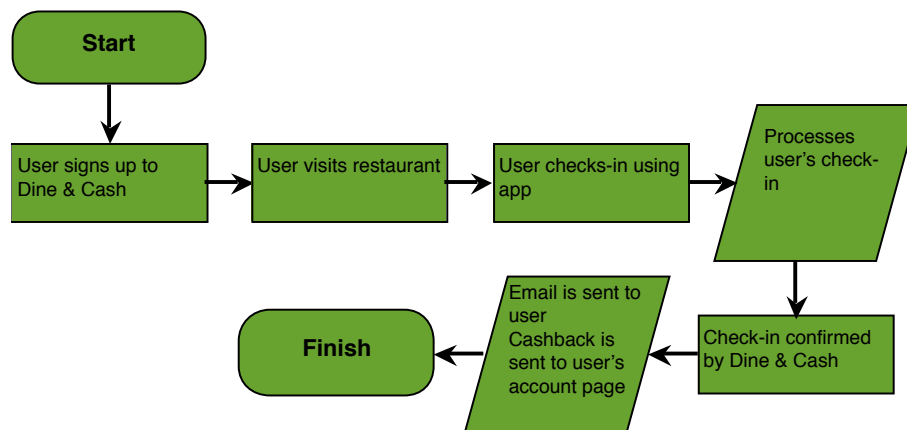 Start
User signs up to
Dine & Cash
User visits restaurant
User checks-in using
app
Processes
user's check-
in
Check-in confirmed
by Dine & Cash
Email is sent to
user
Cashback is
sent to user's
account page
Finish